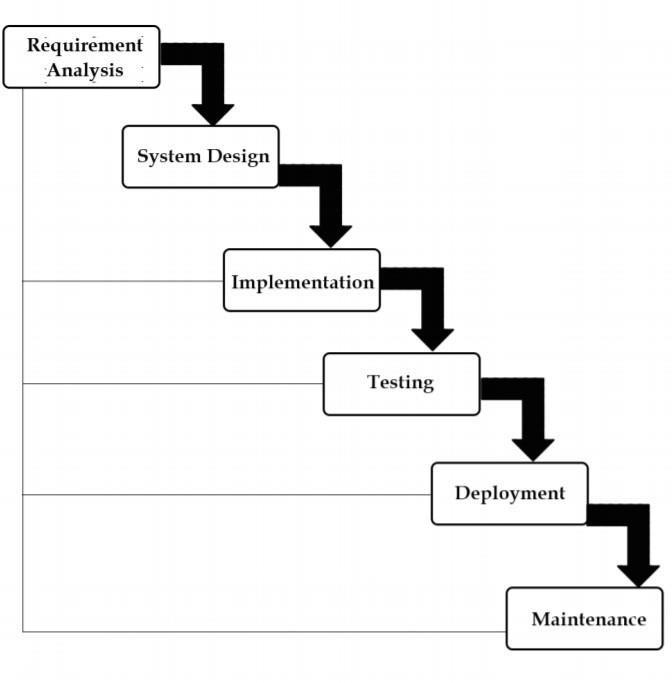 Requirement
Analysis
System Design
Implementation
Testing
Deployment
Maintenance